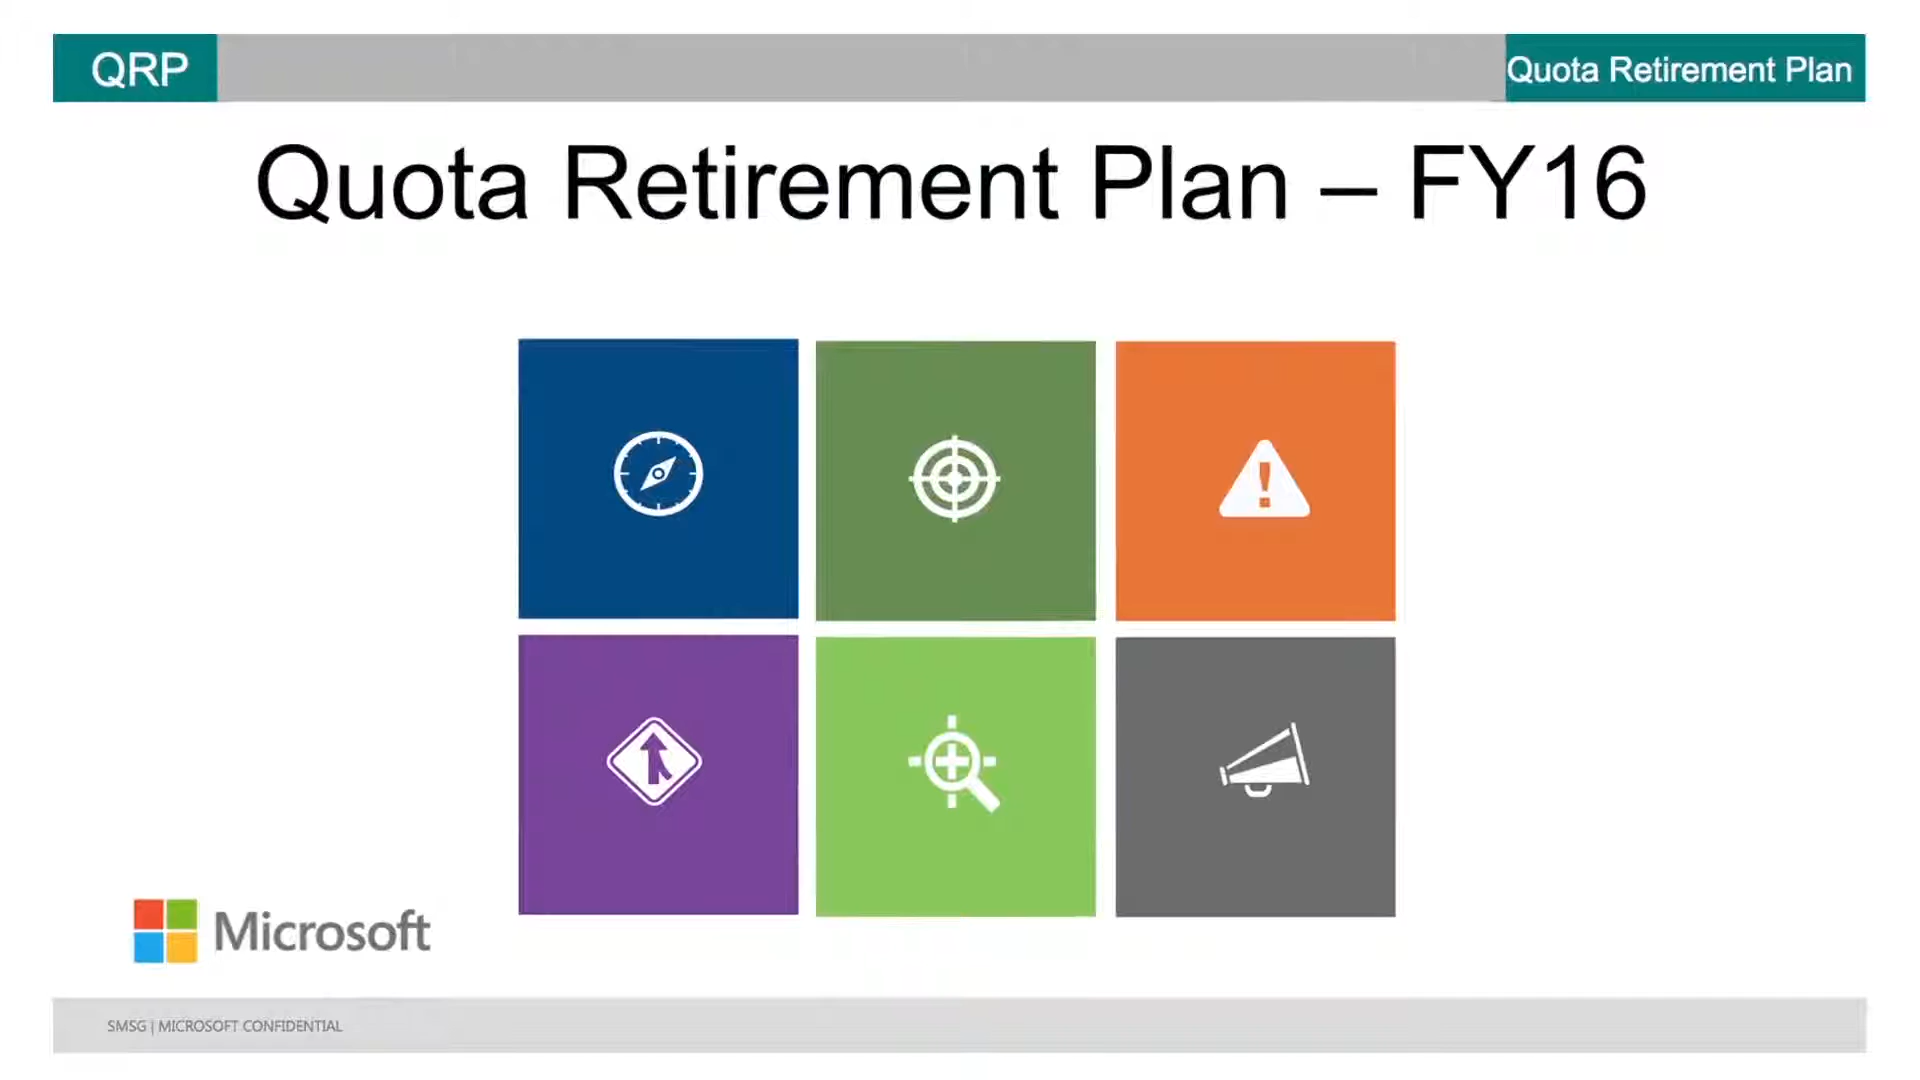 QRP
Quota Retirement Plan
Quota Retirement Plan – FY16
Microsoft
SMSG | MICROSOFT CONFIDENTIAL